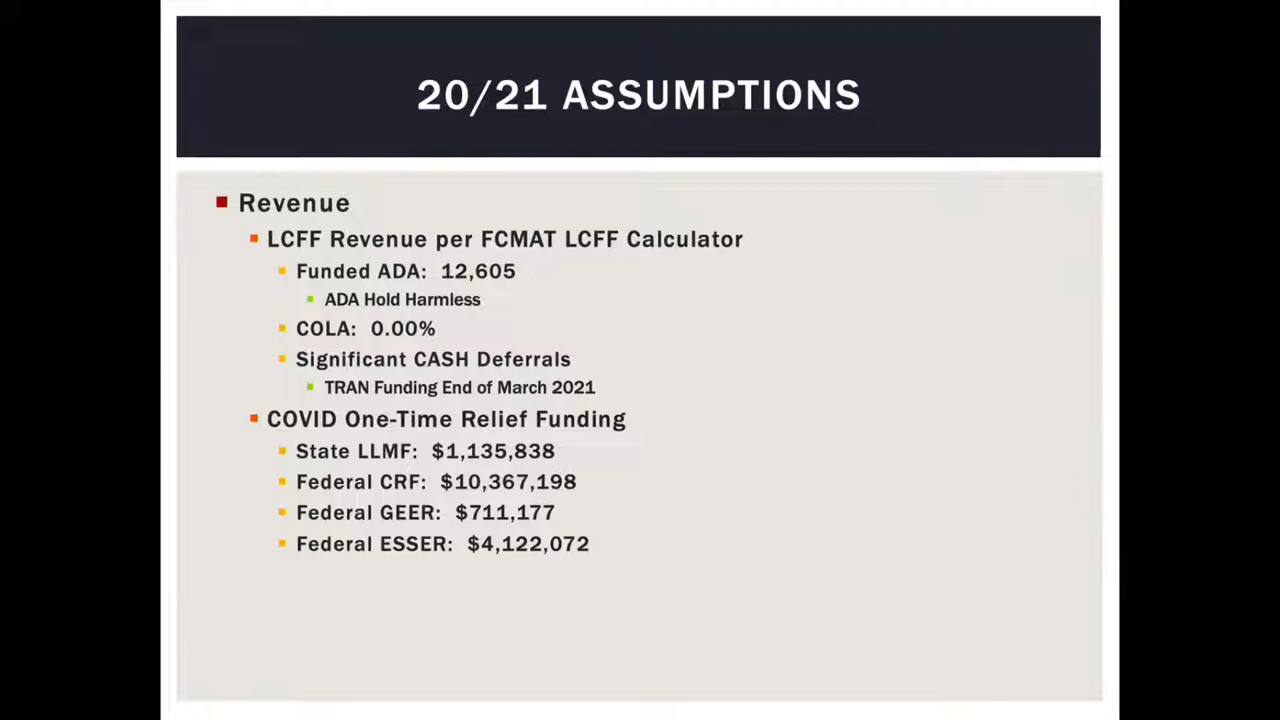 20/21 ASSUMPTIONS
Revenue
LCFF Revenue per FCMAT LCFF Calculator
Funded ADA: 12,605
ADA Hold Harmless
COLA: 0.00%
Significant CASH Deferrals
TRAN Funding End of March 2021
COVID One-Time Relief Funding
State LLMF: $1,135,838
Federal CRF: $10,367,198
Federal GEER: $711,177
Federal ESSER: $4,122,072